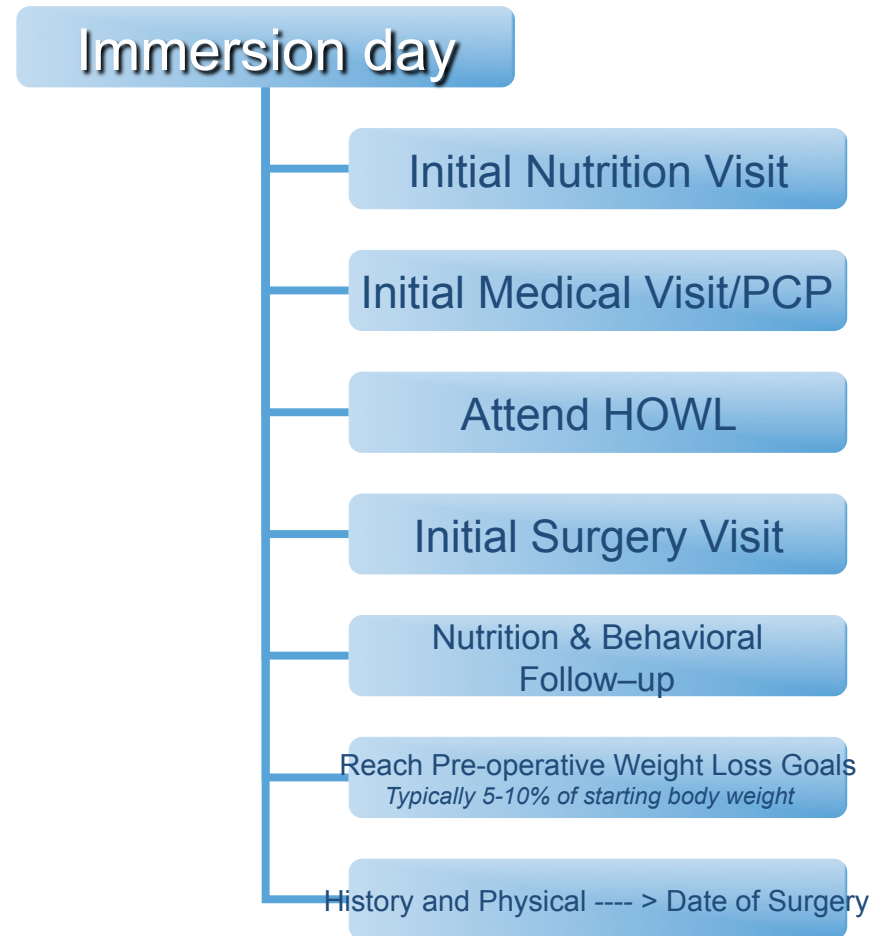 Immersion day
Initial Nutrition Visit
Initial Medical Visit/PCP
Attend HOWL
Initial Surgery Visit
Nutrition & Behavioral
Follow–up
Reach Pre-operative Weight Loss Goals
Typically 5-10% of starting body weight
History and Physical ---- > Date of Surgery